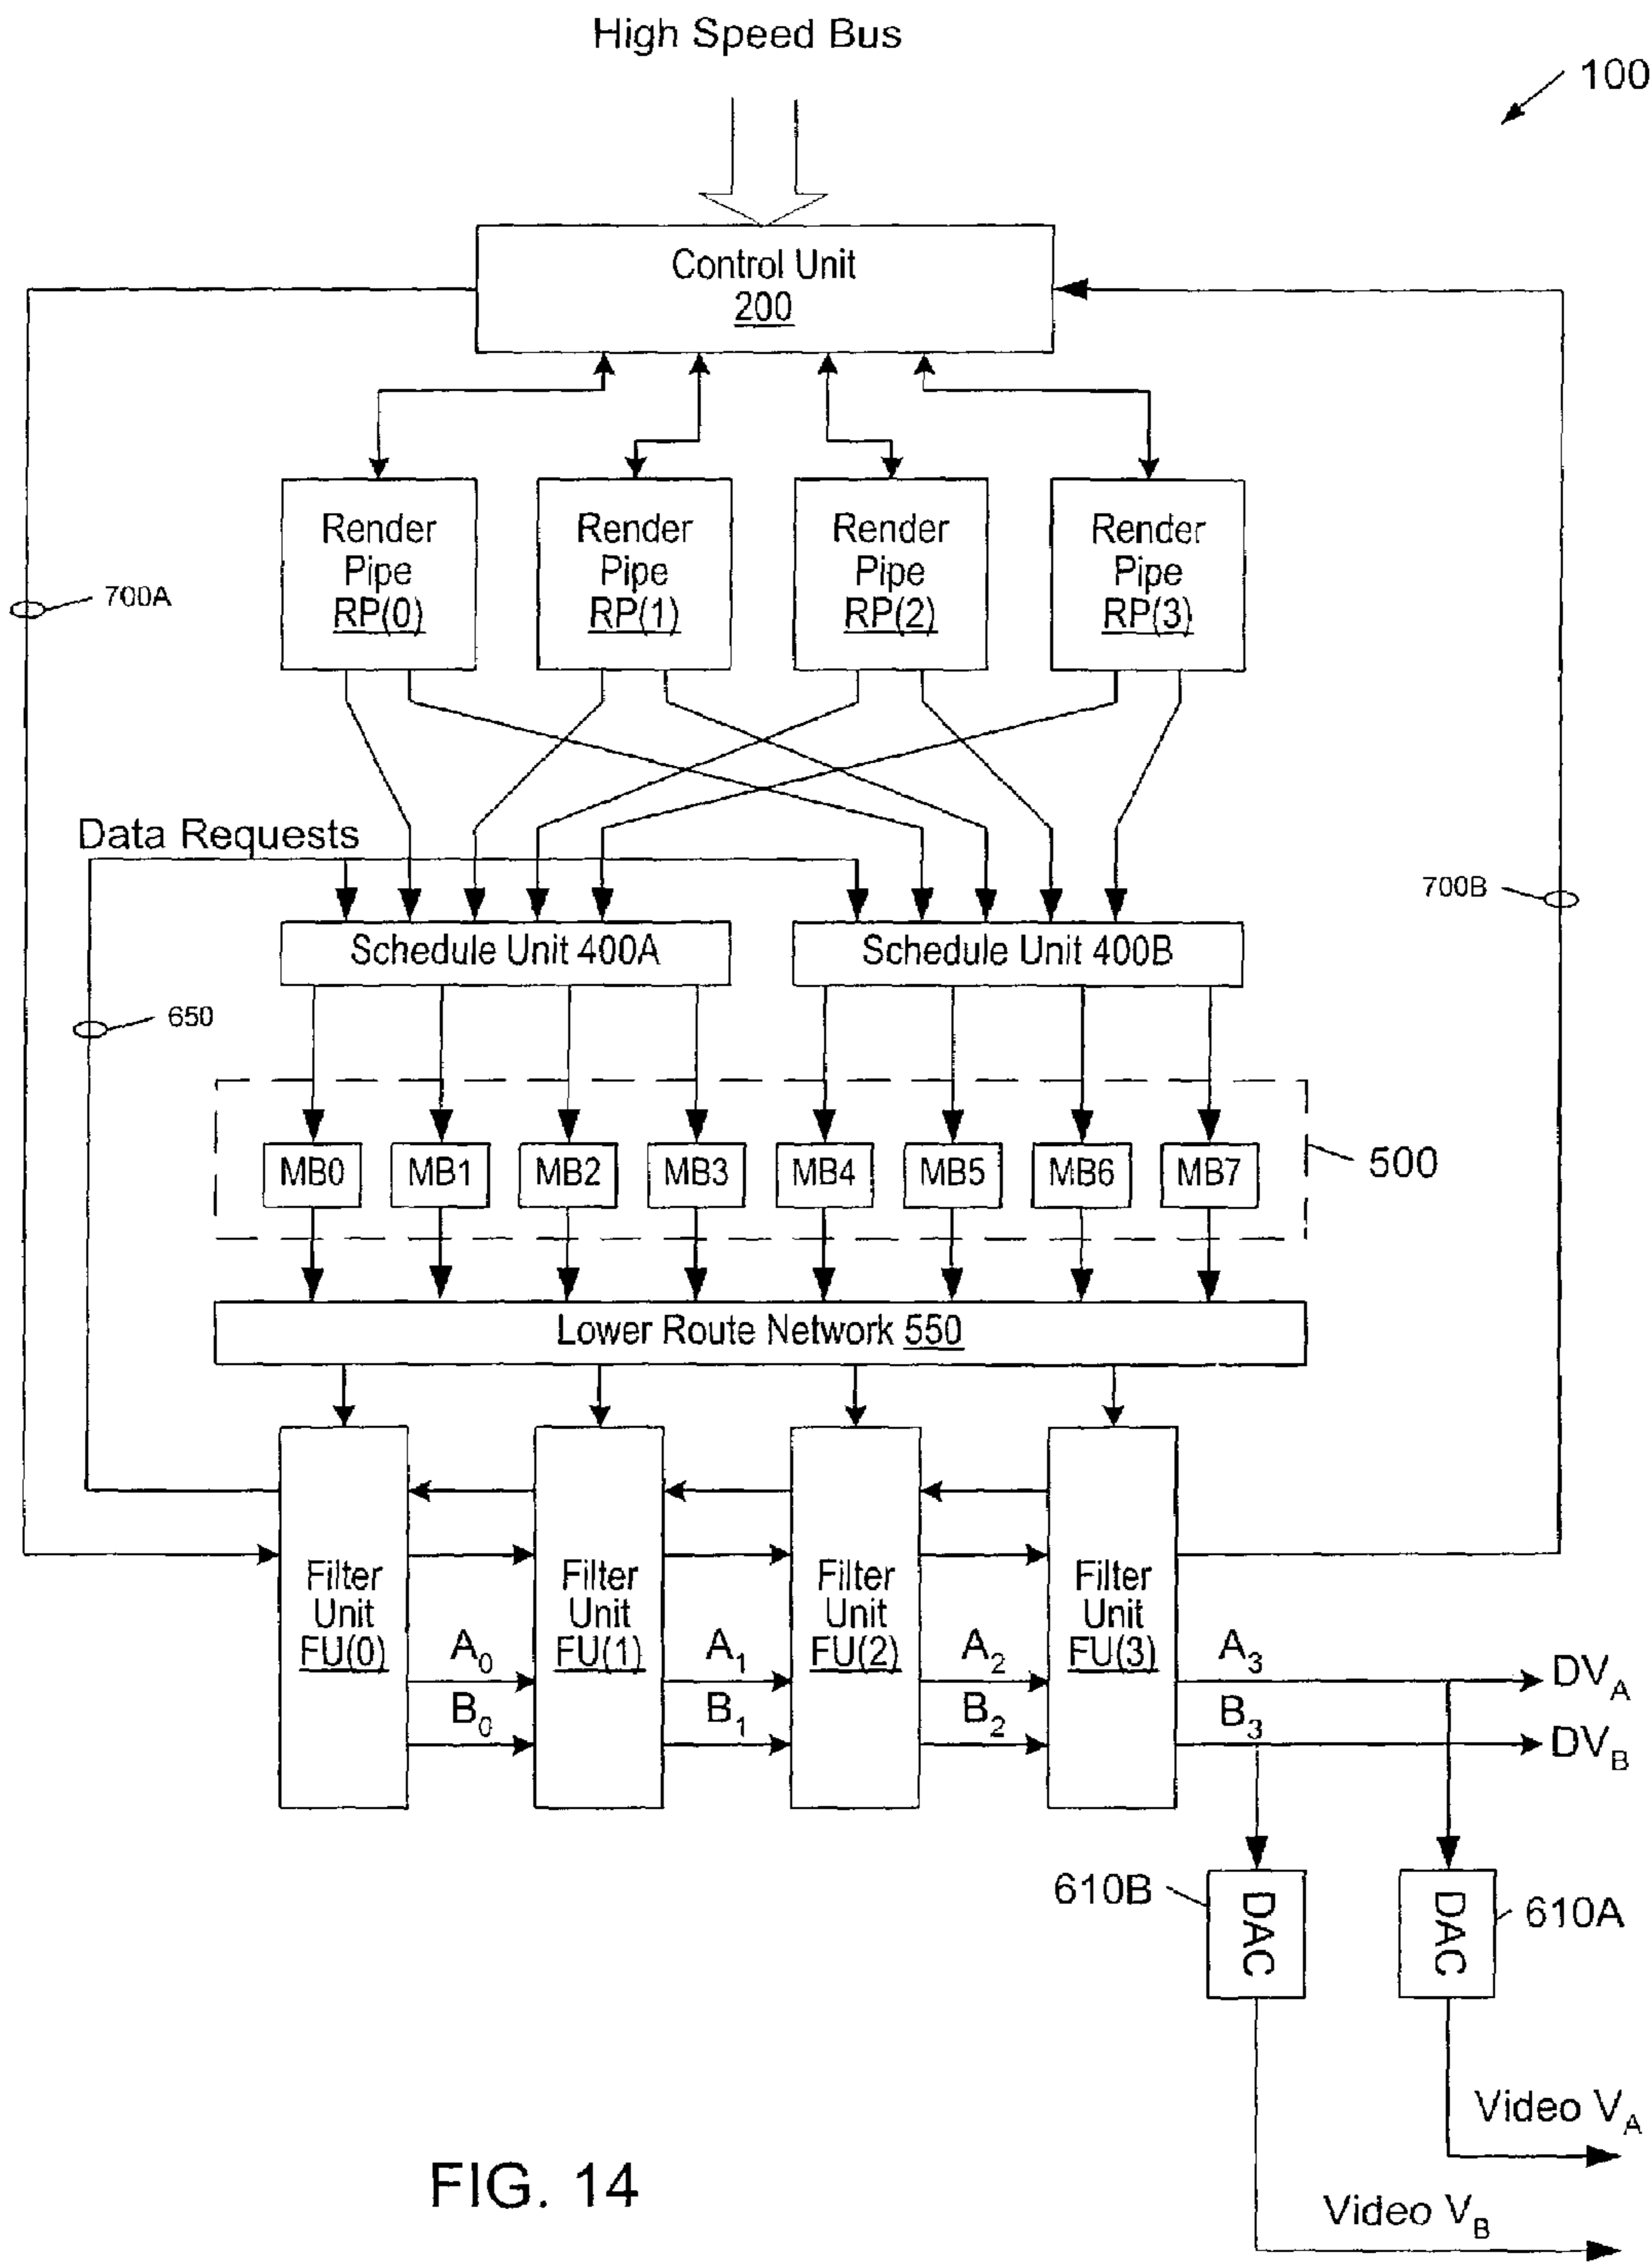 High Speed Bus
100
Control Unit
200
Render
Pipe
RP(0)
Render
Pipe
RP(1)
Render
Pipe
RP(2)
Render
Pipe
RP(3)
700A
Data Requests
700B
Schedule Unit 400A
Schedule Unit 400B
650
MB0
MB1
MB2
MB3
MB4
MB5
MB6
MB7
500
Lower Route Network 550
Filter
Unit
FU(0)
Filter
Unit
FU(1)
Filter
Unit
FU(2)
Filter
Unit
FU(3)
A0
A1
A2
A3
DVA
B0
B1
B2
B3
DVB
610B
DAC
DAC
610A
Video VA
FIG. 14
Video VB